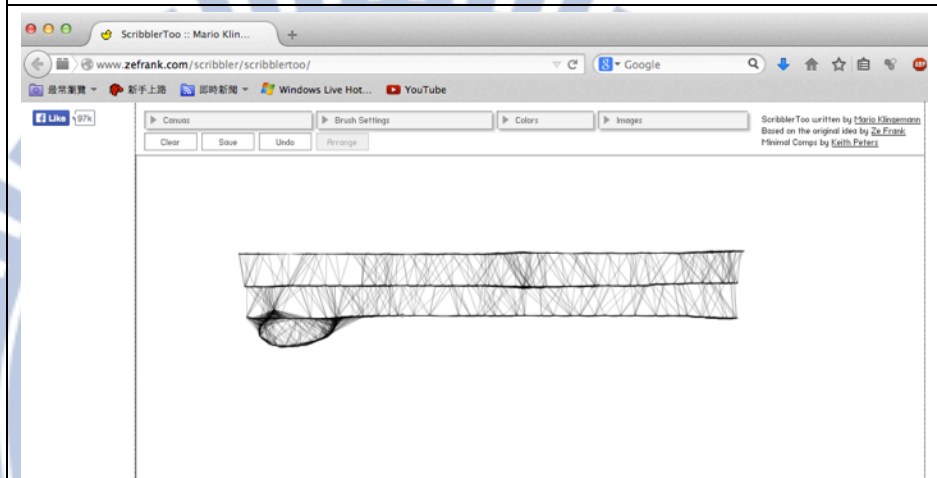 ScribblerToo :: Mario Klin...
www.zefrank.com/scribbler/scribblertoo/
Google
最常瀏覽
新手上路
即時新聞
Windows Live Hot...
YouTube
Like
97k
Canvas
Brush Settings
Colors
Images
Clear
Save
Undo
Arrange
ScribblerToo written by Mario Klingemann
Based on the original idea by Ze Frank
Minimal Comps by Keith Peters